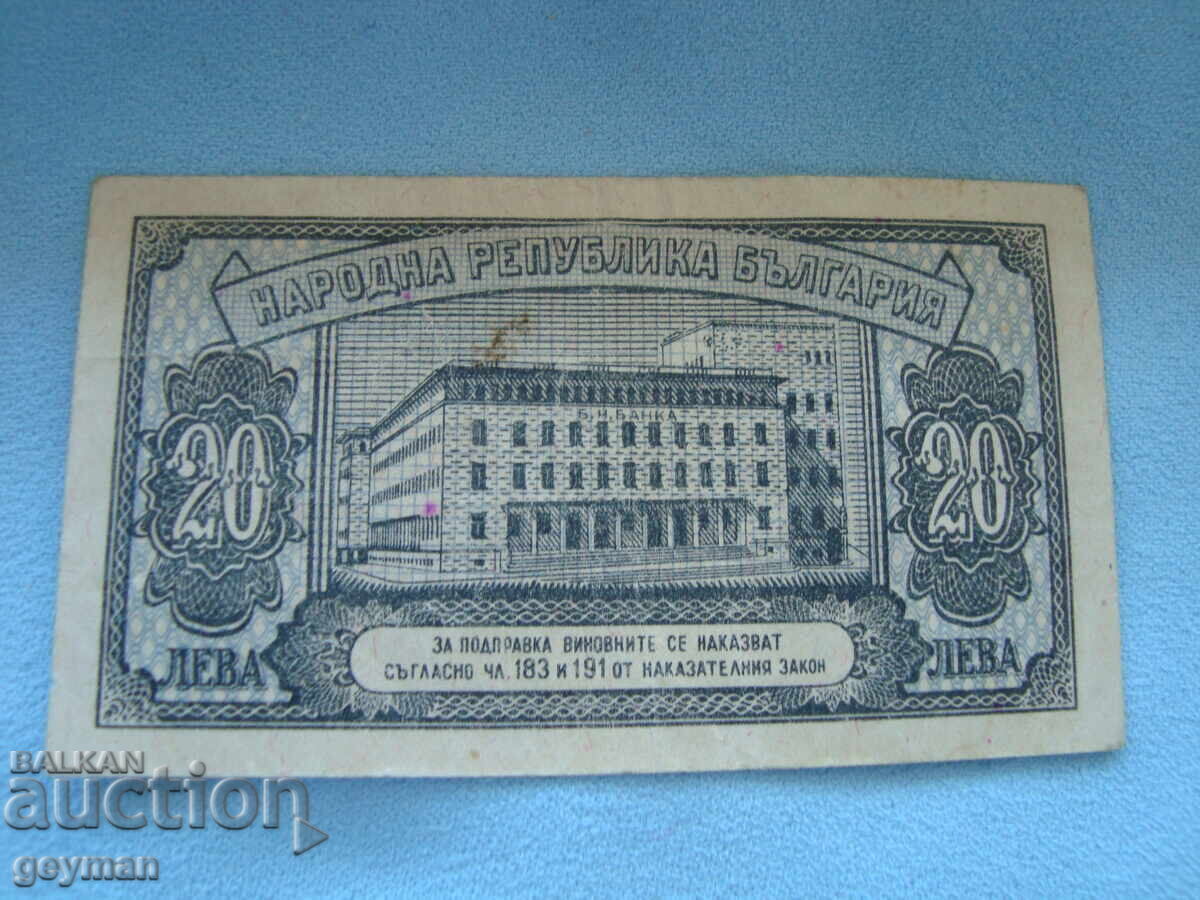 НАРОДНА РЕПУБЛИКА БЪЛГАРИЯ
Б.Н.БАНКА
20 20
ЛЕВА ЛЕВА
ЗА ПОДПРАВКА ВИНОВНИТЕ СЕ НАКАЗВАТ
СЪГЛАСНО ЧЛ. 183 И 191 ОТ НАКАЗАТЕЛНИЯ ЗАКОН
BALKAN
auction
geyman